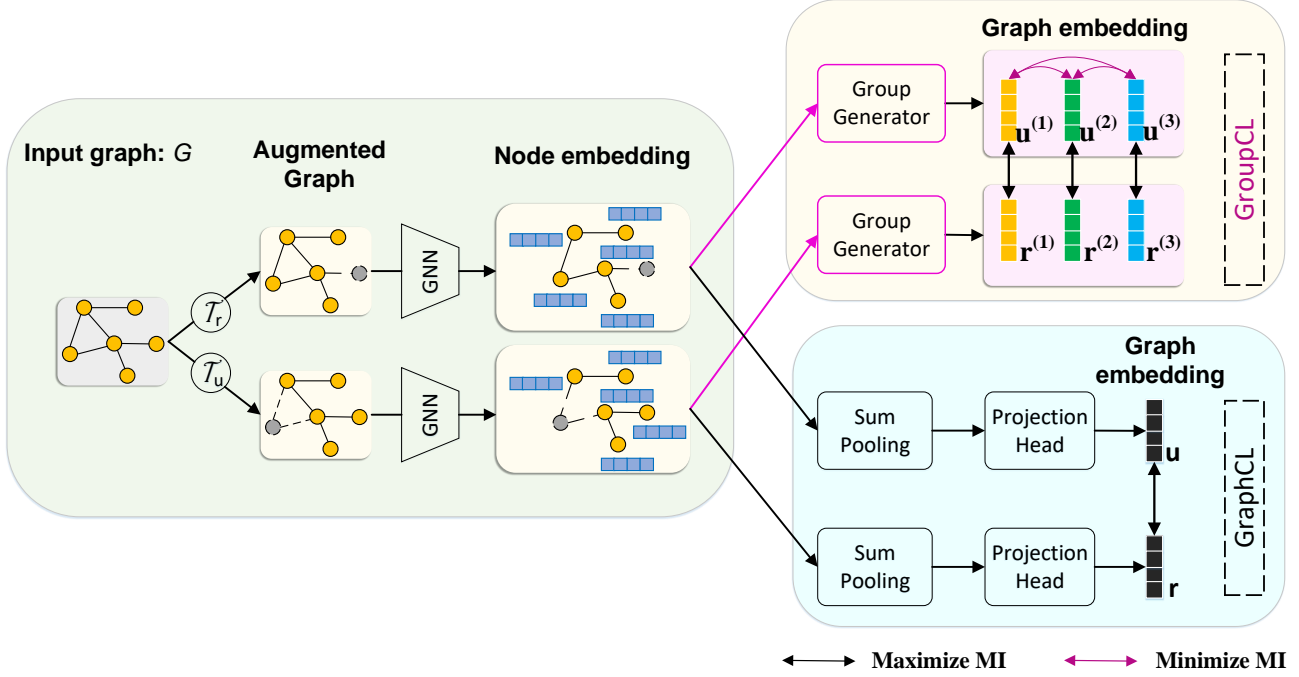 Input graph: G
Augmented
Graph
Node embedding
𝒯r
𝒯u
GNN
GNN
Graph embedding
Group
Generator
u(1)
u(2)
u(3)
Group
Generator
r(1)
r(2)
r(3)
GroupCL
Graph
embedding
Sum
Pooling
Projection
Head
u
Sum
Pooling
Projection
Head
r
GraphCL
Maximize MI
Minimize MI